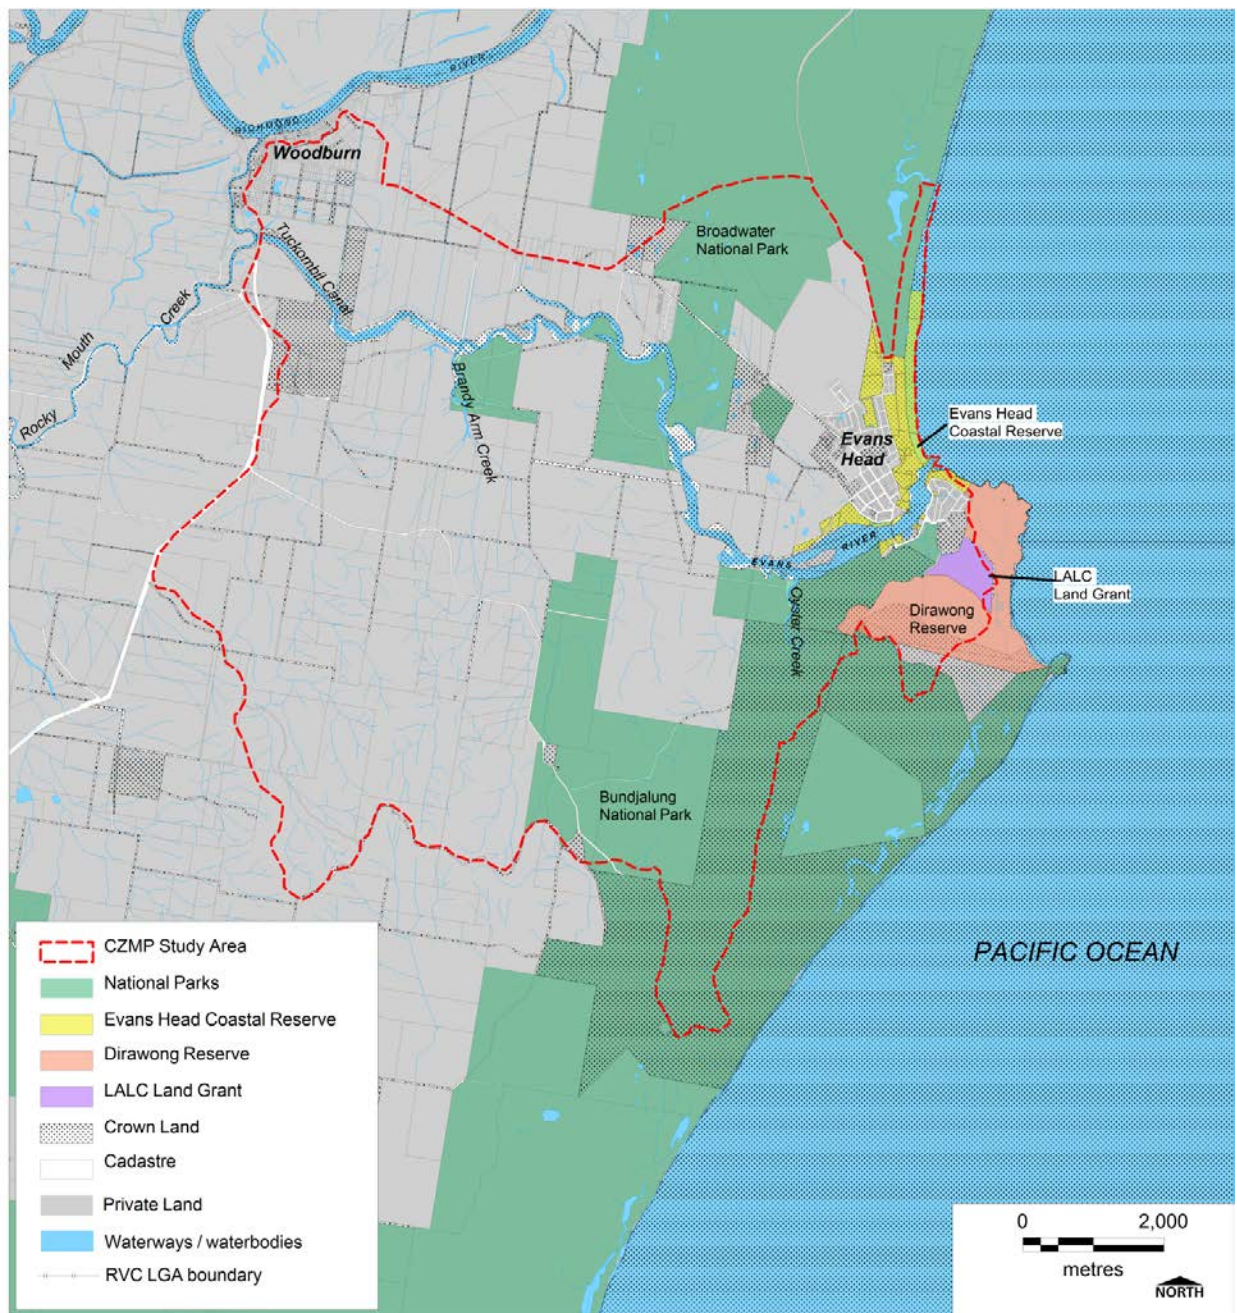 RIVER
RICHMOND
Woodburn
Tuckombil Canal
Broadwater
National Park
Rocky Mouth Creek
Brandy Arm Creek
Evans Head
Coastal Reserve
Evans
Head
EVANS RIVER
LALC
Land Grant
Oyster Creek
Dirawong
Reserve
Bundjalung
National Park
PACIFIC OCEAN
CZMP Study Area
National Parks
Evans Head Coastal Reserve
Dirawong Reserve
LALC Land Grant
Crown Land
Cadastre
Private Land
Waterways / waterbodies
RVC LGA boundary
0 2,000
metres
NORTH